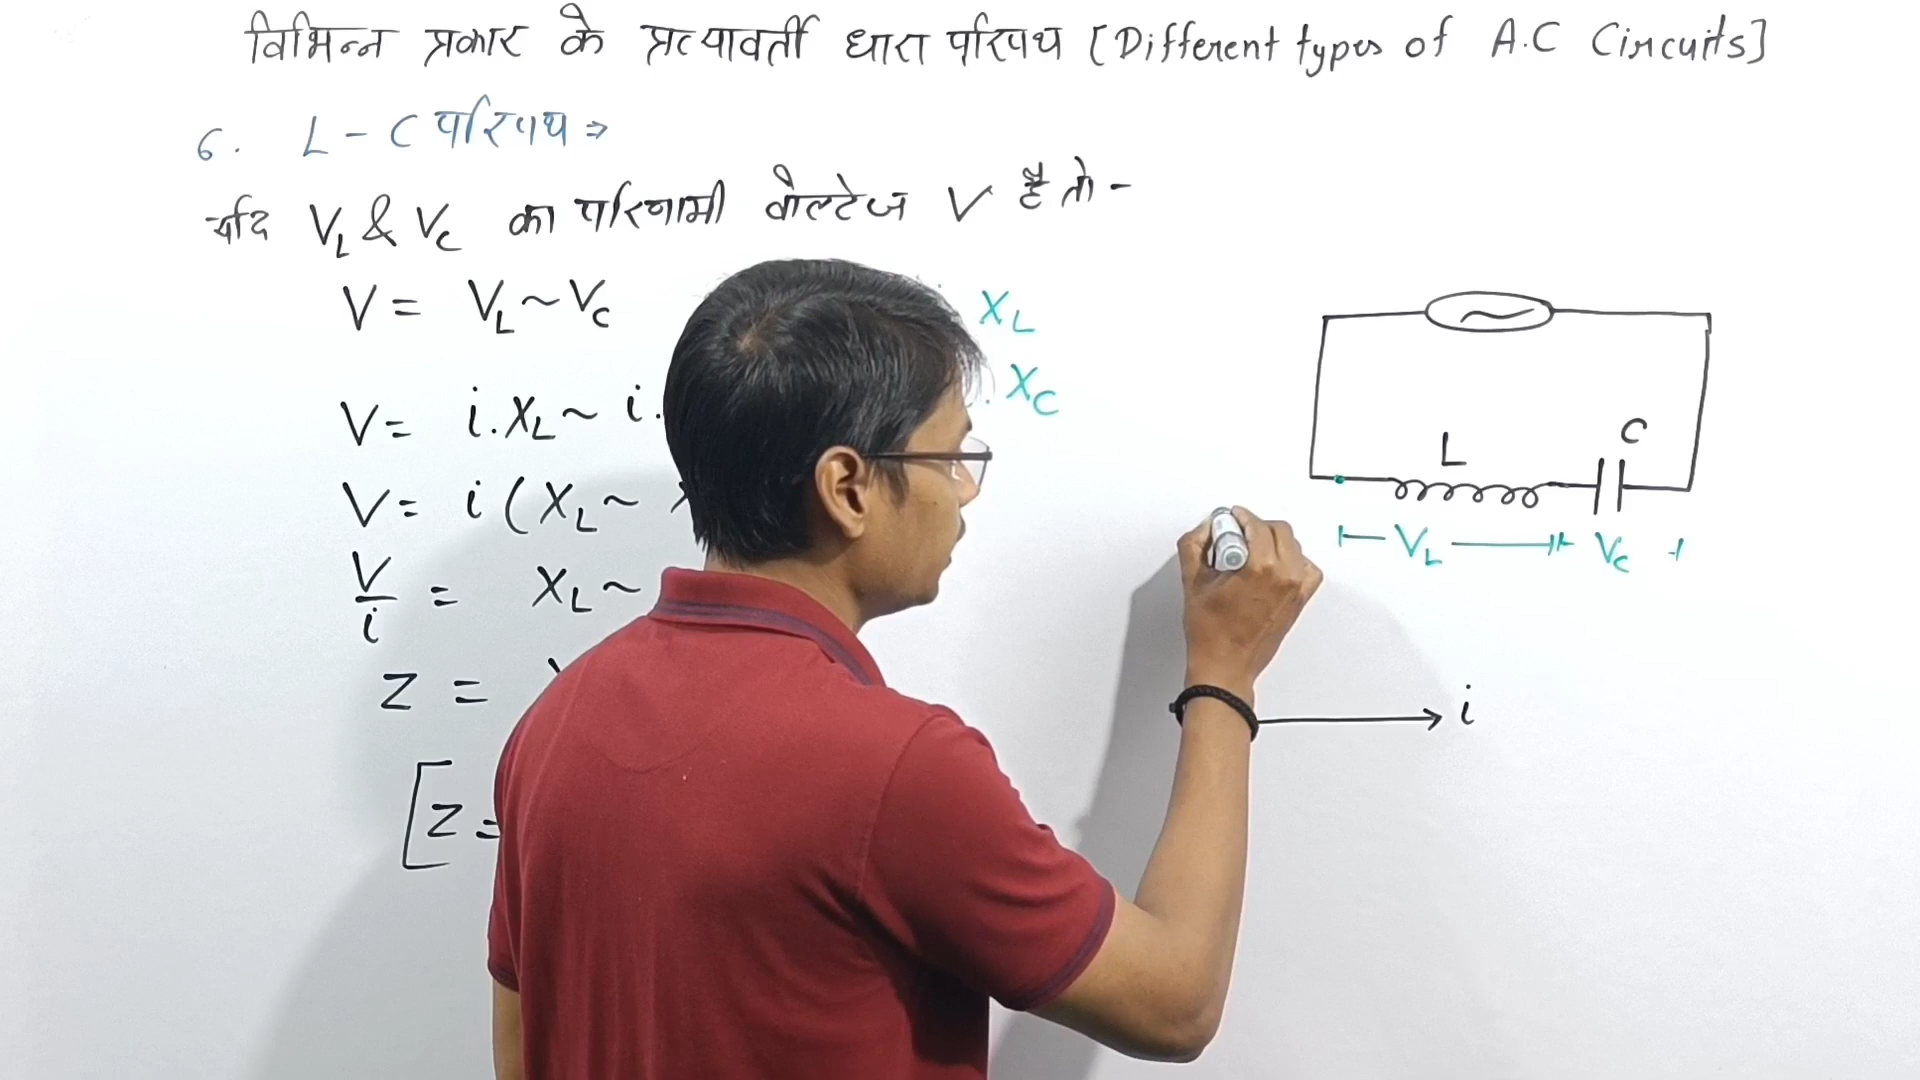 विभिन्न प्रकार के प्रत्यावर्ती धारा परिपथ [Different types of A.C Circuits]
6. L - C परिपथ ⇒
यदि V_L & V_C का परिणामी वोल्टेज V है तो -
V = V_L ~ V_C
X_L
V = i.X_L ~ i.
. X_C
V = i (X_L ~
V/i = X_L ~
Z =
[Z =
L
C
V_L
V_C
i